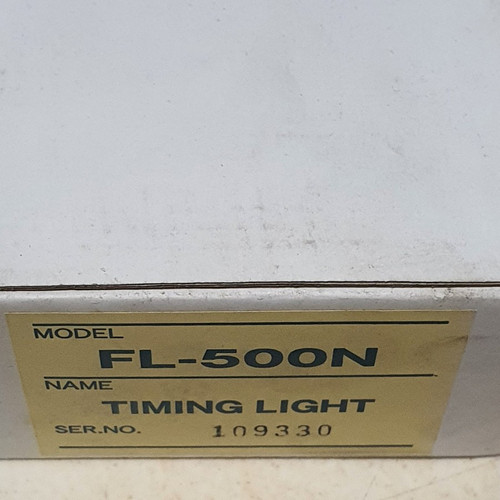 MODEL
FL-500N
NAME
TIMING LIGHT
SER.NO. 109330